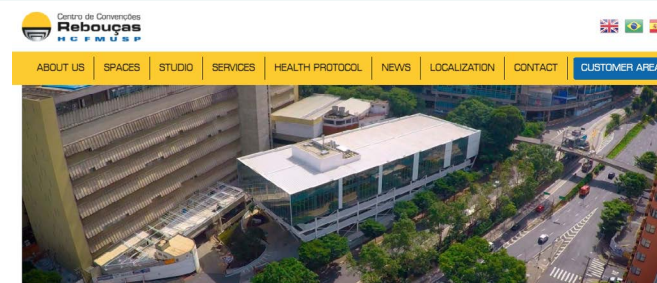 Centro de Convenções
Rebouças
HCFMUSP
ABOUT US
SPACES
STUDIO
SERVICES
HEALTH PROTOCOL
NEWS
LOCALIZATION
CONTACT
CUSTOMER AREA